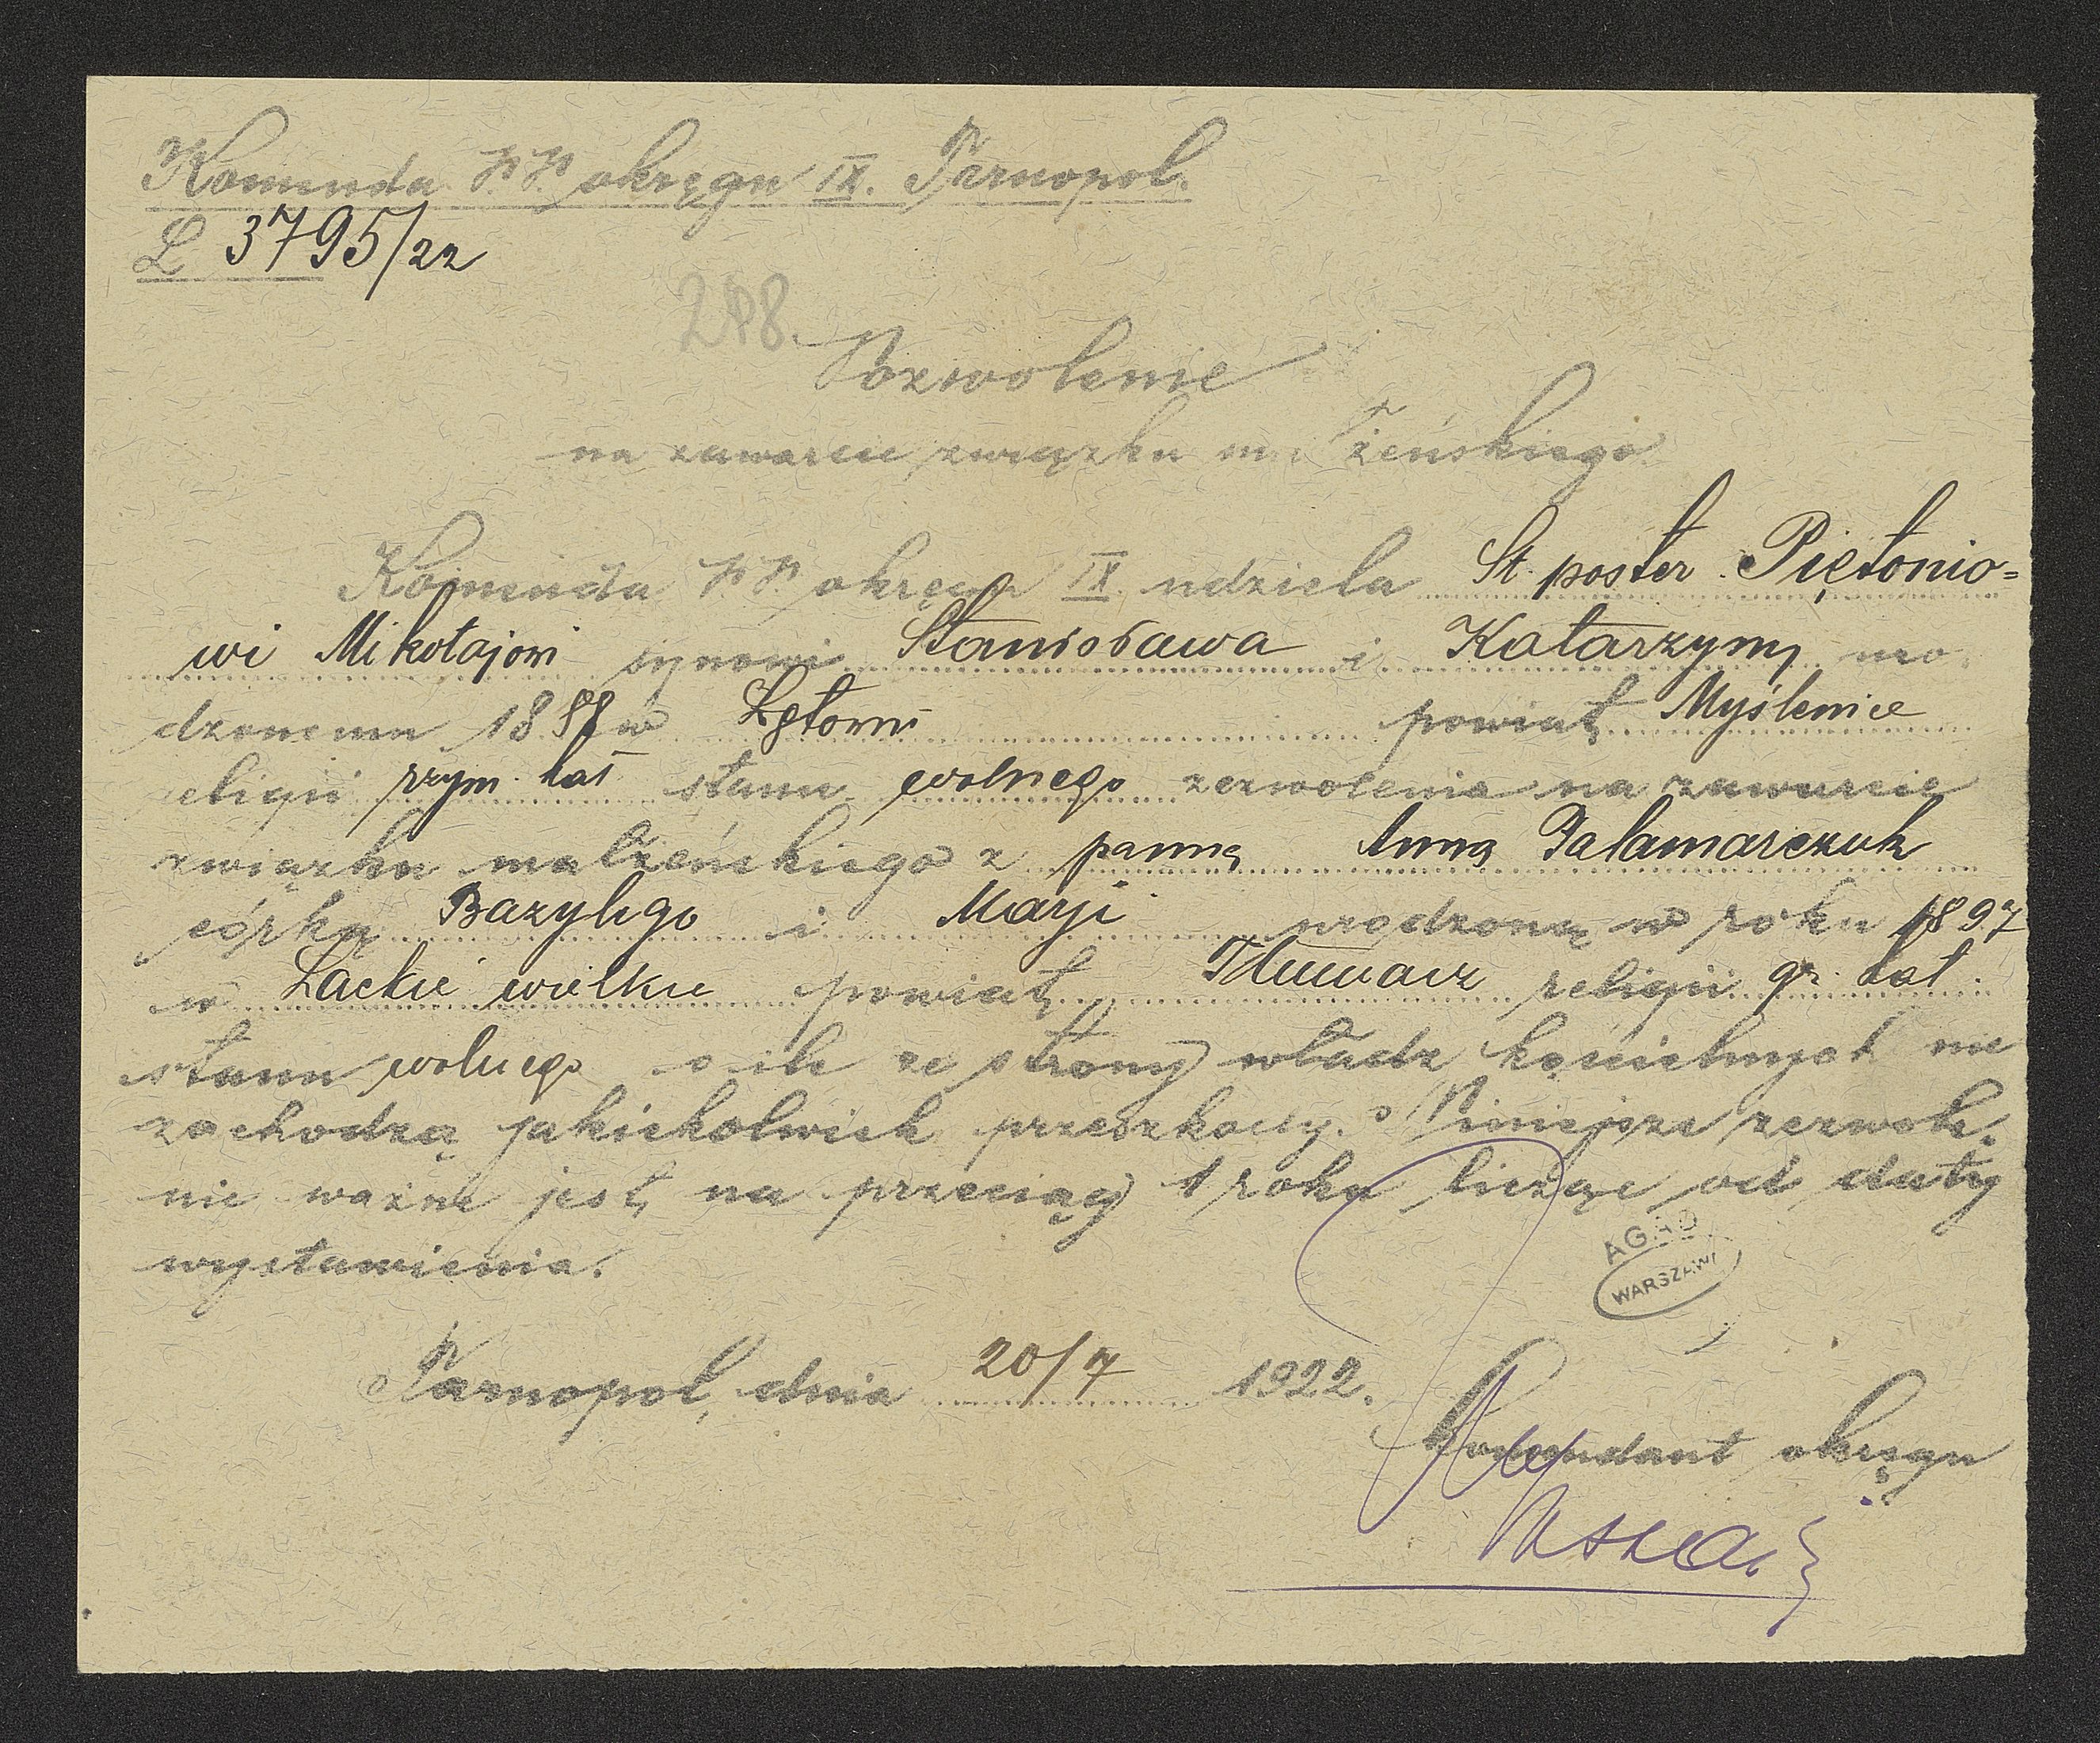 Komenda P.P. okręgu IX. Tarnopol.
L 3795/22
288.
Pozwolenie
na zawarcie związku małżeńskiego
Komenda P.P. okręgu IX. udziela St. poster. Piętonio=
wi Mikołajowi synowi Stanisława i Katarzyny uro-
dzonemu 1888 w powiat Myślenice
religii rzym. kat stanu wolnego zezwolenia na zawarcie
związku małżeńskiego z panną Anną Palamarczuk
córką Bazylego i Maryi urodzoną w roku 1897
w Łackie wielkie powiat Tłumacz religii gr. kat.
stanu wolnego o ile ze strony władz kościelnych nie
zachodzą jakiekolwiek przeszkody. Niniejsze zezwole-
nie ważne jest na przeciąg 1 roku licząc od daty
wystawienia.
AGAD
WARSZAWA
Tarnopol, dnia 20/7 1922.
Komendant okręgu